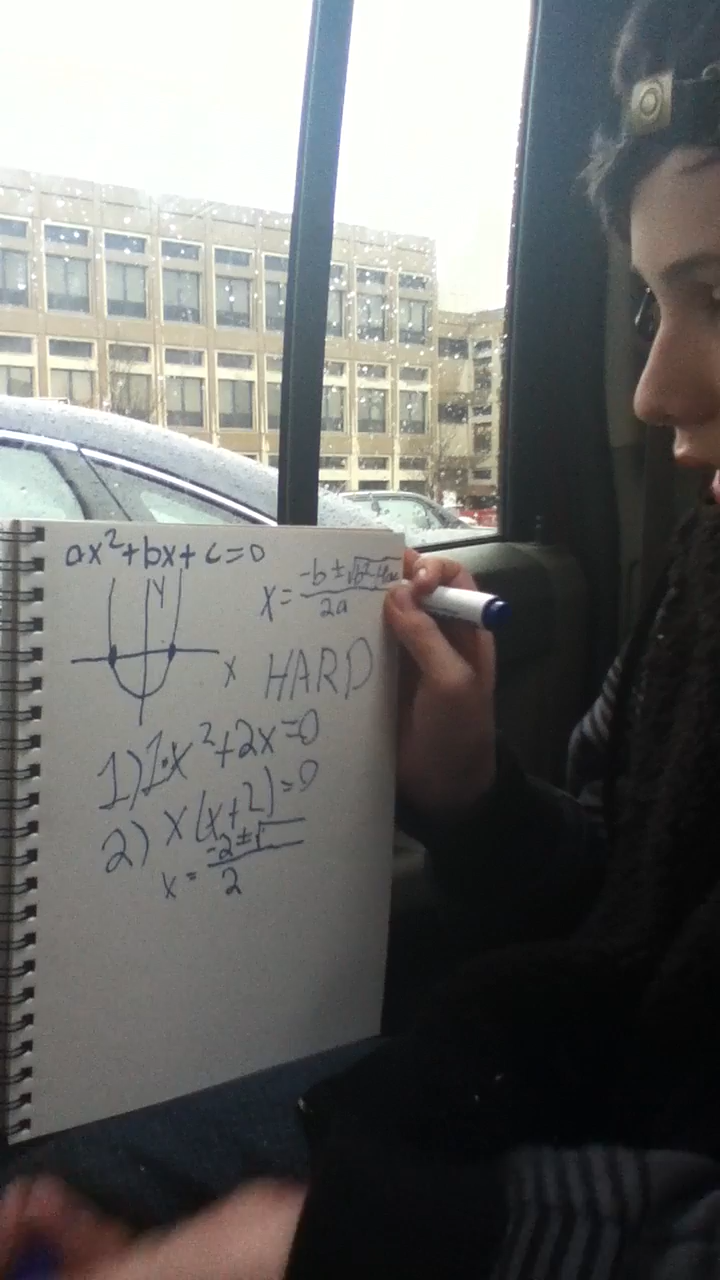 ax²+bx+c=0
x = -b ± √b²-4ac / 2a
y
x
HARD
1) 1·x²+2x=0
2) x(x+2)=0
x = -2 ± √ / 2